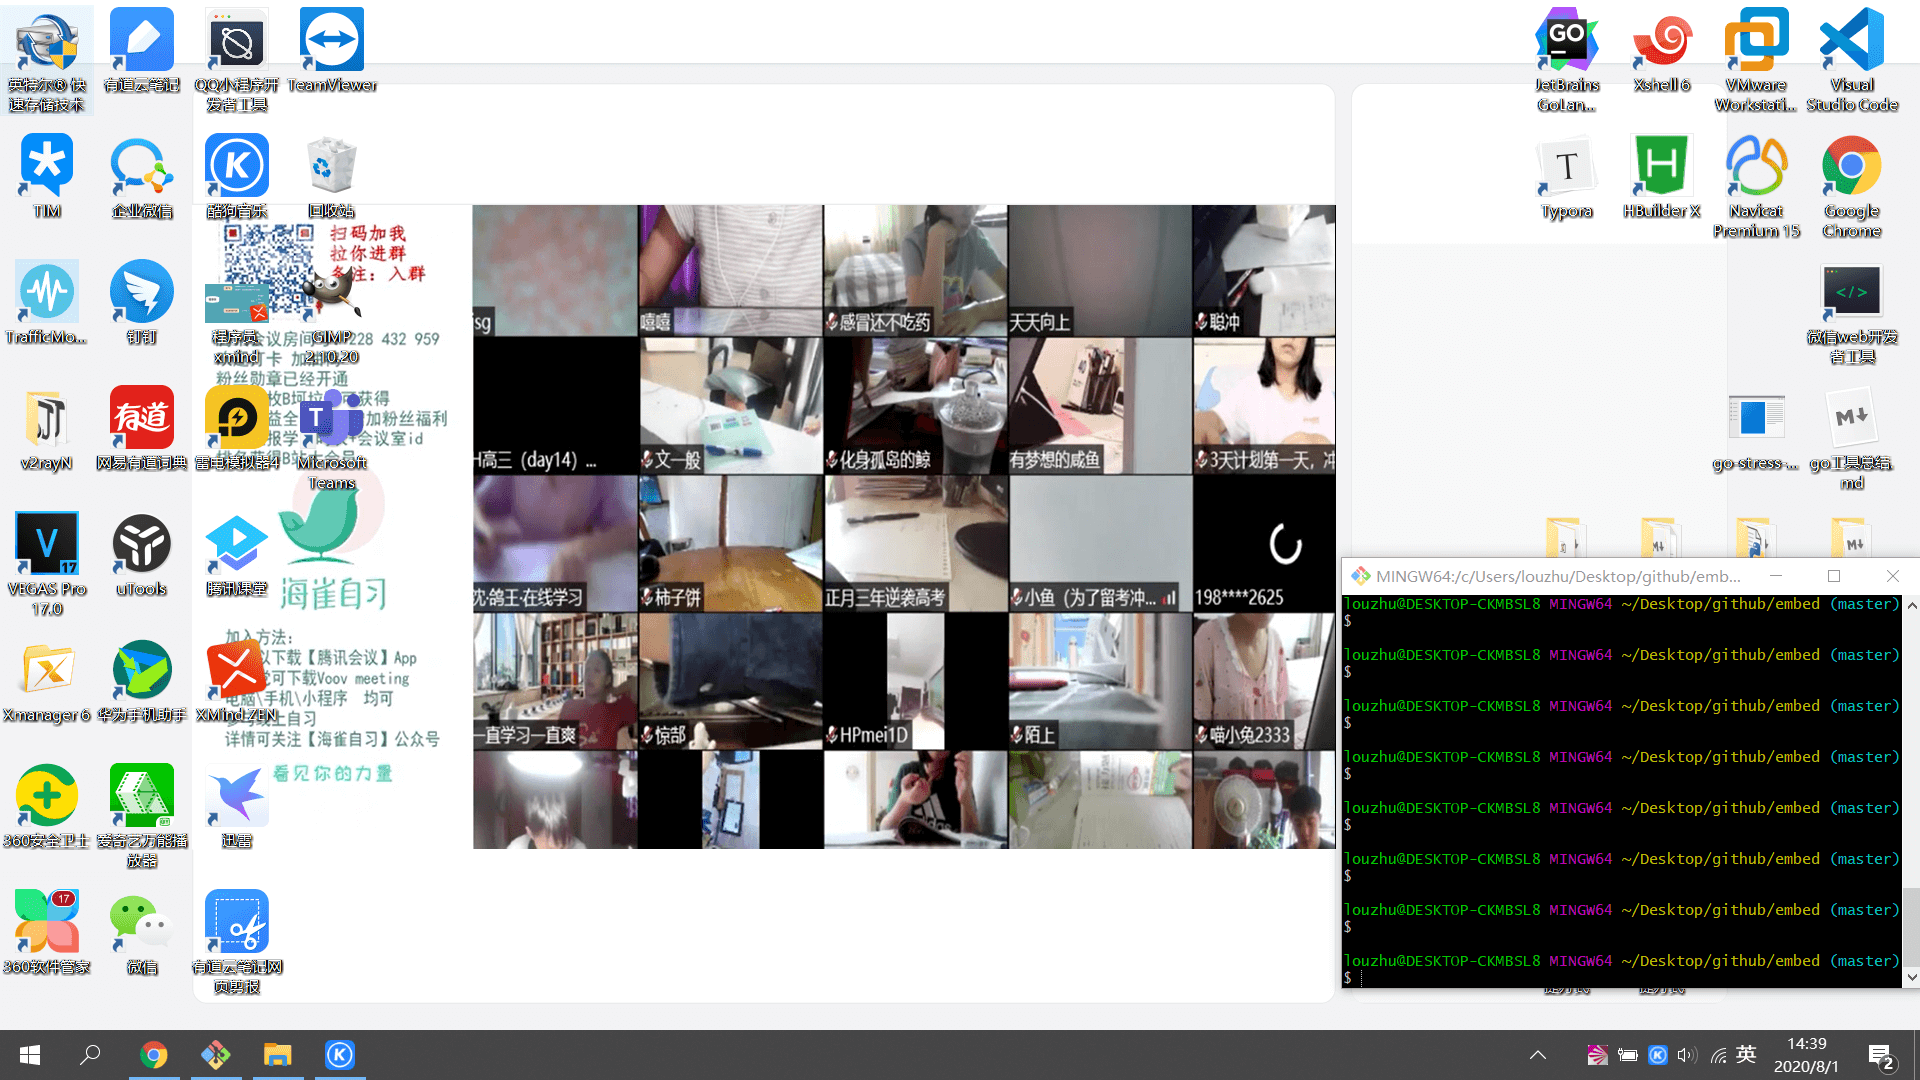 英特尔® 快
速存储技术
有道云笔记
QQ小程序开
发者工具
TeamViewer
TIM
企业微信
酷狗音乐
回收站
扫码加我
拉你进群
备注：入群
TrafficMo...
钉钉
程序员
xmind
GIMP
2.10.20
228 432 959
粉丝勋章已经开通
加粉丝福利
会议室id
v2rayN
网易有道词典
雷电模拟器4
Microsoft
Teams
VEGAS Pro
17.0
uTools
腾讯课堂
海雀自习
加入方法：
以下载【腾讯会议】App
可下载Voov meeting
电脑\手机\小程序 均可
详情可关注【海雀自习】公众号
看见你的力量
Xmanager 6
华为手机助手
XMind ZEN
360安全卫士
爱奇艺万能播
放器
迅雷
17
360软件管家
微信
有道云笔记网
页剪报
嘻嘻
感冒还不吃药
天天向上
聪冲
高三（day14）...
文一般
化身孤岛的鲸
有梦想的咸鱼
3天计划第一天，冲
沈·鸽王·在线学习
柿子饼
正月三年逆袭高考
小鱼（为了留考冲...
198****2625
一直学习一直爽
惊郜
HPmei1D
陌上
喵小兔2333
JetBrains
GoLan...
Xshell 6
VMware
Workstati...
Visual
Studio Code
Typora
HBuilder X
Navicat
Premium 15
Google
Chrome
微信web开发
者工具
go-stress-...
go工具总结.
md
MINGW64:/c/Users/louzhu/Desktop/github/emb...
louzhu@DESKTOP-CKMBSL8 MINGW64 ~/Desktop/github/embed (master)
$
louzhu@DESKTOP-CKMBSL8 MINGW64 ~/Desktop/github/embed (master)
$
louzhu@DESKTOP-CKMBSL8 MINGW64 ~/Desktop/github/embed (master)
$
louzhu@DESKTOP-CKMBSL8 MINGW64 ~/Desktop/github/embed (master)
$
louzhu@DESKTOP-CKMBSL8 MINGW64 ~/Desktop/github/embed (master)
$
louzhu@DESKTOP-CKMBSL8 MINGW64 ~/Desktop/github/embed (master)
$
louzhu@DESKTOP-CKMBSL8 MINGW64 ~/Desktop/github/embed (master)
$
louzhu@DESKTOP-CKMBSL8 MINGW64 ~/Desktop/github/embed (master)
$
英
14:39
2020/8/1
2